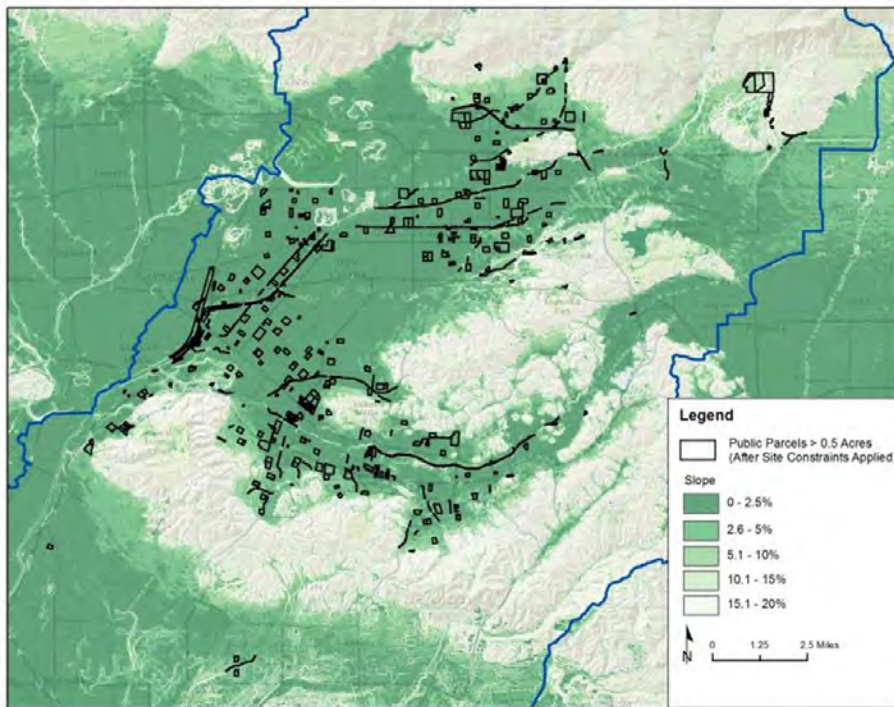 Legend
Public Parcels > 0.5 Acres
(After Site Constraints Applied)
Slope
0 - 2.5%
2.6 - 5%
5.1 - 10%
10.1 - 15%
15.1 - 20%
N
0 1.25 2.5 Miles